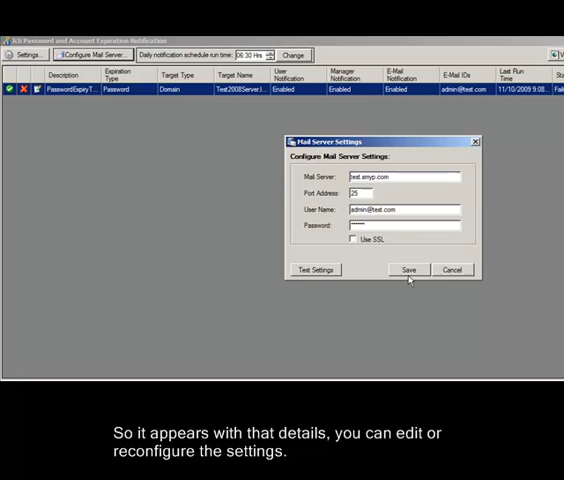 JiJi Password and Account Expiration Notification
Settings... Configure Mail Server... Daily notification schedule run time: 06:30 Hrs Change
Description Expiration Type Target Type Target Name User Notification Manager Notification E-Mail Notification E-Mail IDs Last Run Time Sta
PasswordExpiryT... Password Domain Test2008Server.l... Enabled Enabled Enabled admin@test.com 11/10/2009 9:08... Fail
Mail Server Settings
Configure Mail Server Settings:
Mail Server: test.smyp.com
Port Address: 25
User Name: admin@test.com
Password: ******
Use SSL
Test Settings Save Cancel
So it appears with that details, you can edit or
reconfigure the settings.